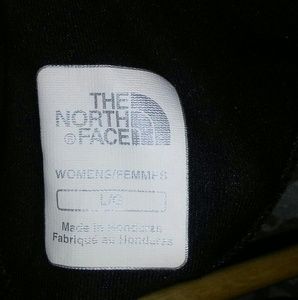 THE
NORTH
® FACE
WOMENS/FEMMES
L/G
Made in Honduras
Fabriqué au Honduras